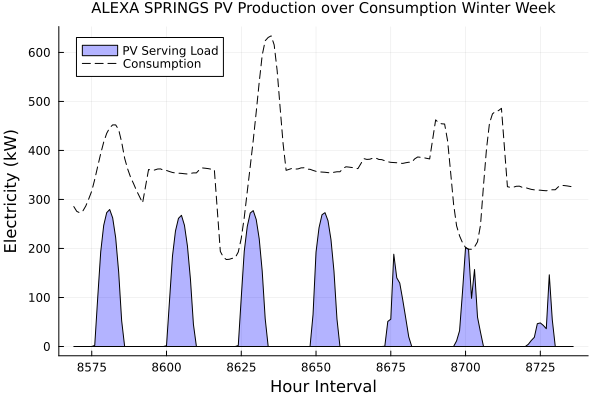 ALEXA SPRINGS PV Production over Consumption Winter Week
PV Serving Load
Consumption
Electricity (kW)
600
500
400
300
200
100
0
8575 8600 8625 8650 8675 8700 8725
Hour Interval